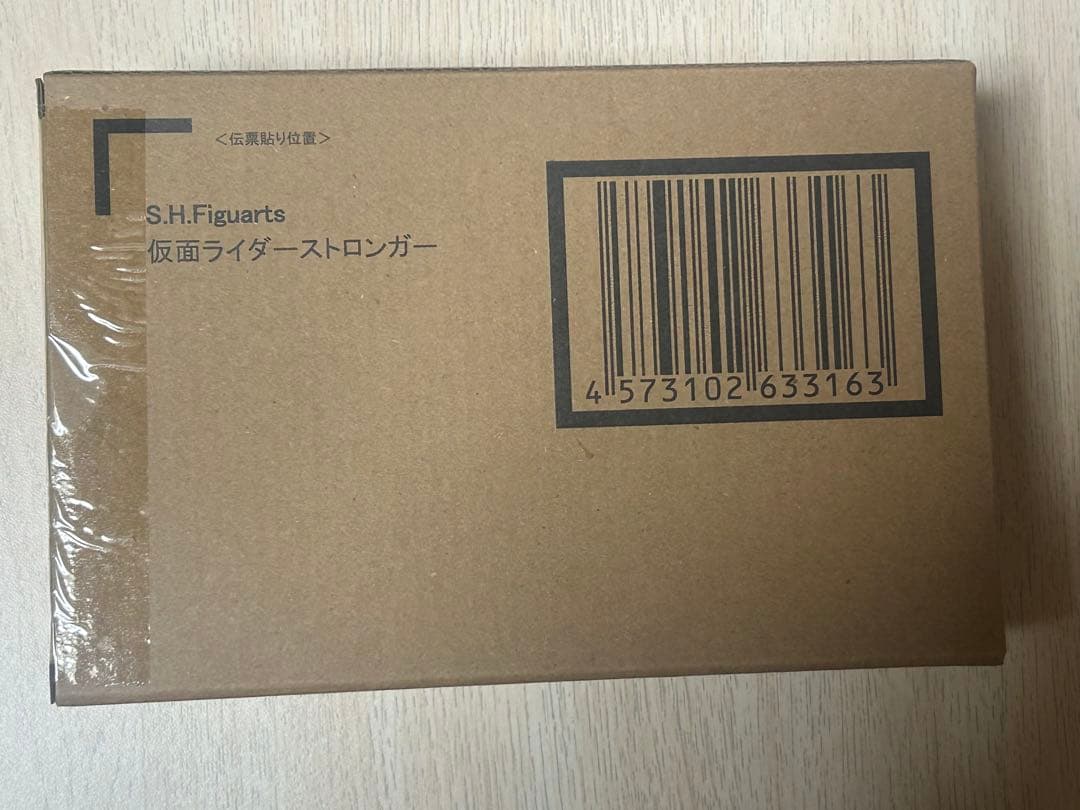 <伝票貼り位置>
S.H.Figuarts
仮面ライダーストロンガー
4 573102 633163